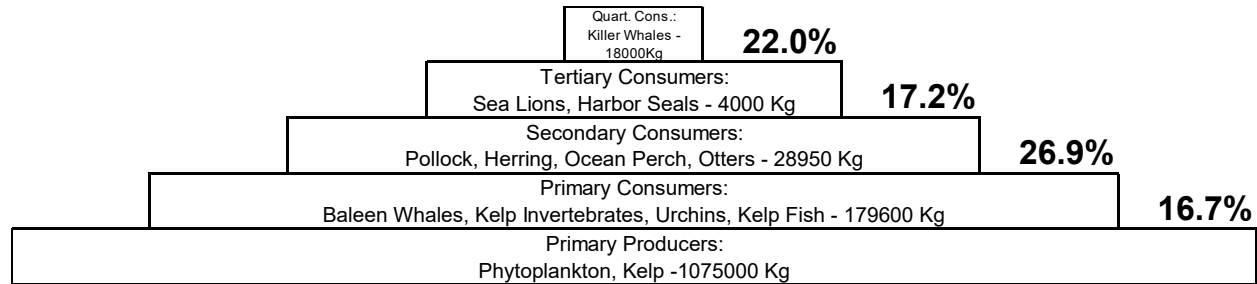 Quart. Cons.:
Killer Whales -
18000Kg
22.0%
Tertiary Consumers:
Sea Lions, Harbor Seals - 4000 Kg
17.2%
Secondary Consumers:
Pollock, Herring, Ocean Perch, Otters - 28950 Kg
26.9%
Primary Consumers:
Baleen Whales, Kelp Invertebrates, Urchins, Kelp Fish - 179600 Kg
16.7%
Primary Producers:
Phytoplankton, Kelp -1075000 Kg